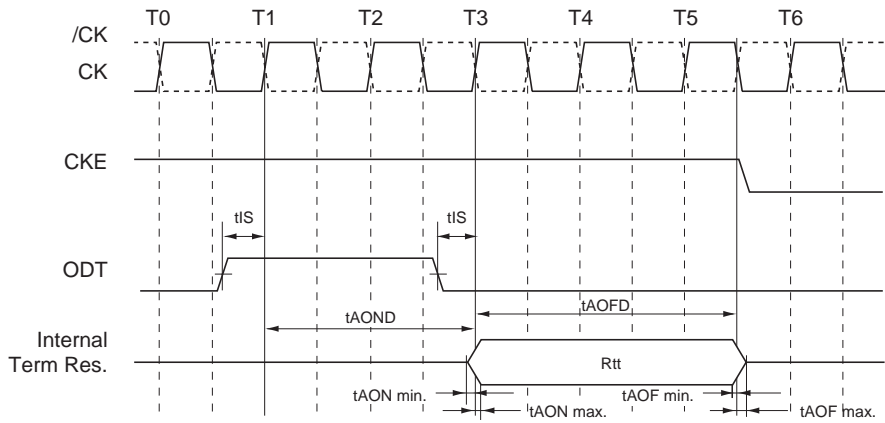 T0 T1 T2 T3 T4 T5 T6
/CK
CK
CKE
tIS tIS
ODT
tAOND tAOFD
Internal
Term Res.
Rtt
tAON min. tAOF min.
tAON max. tAOF max.